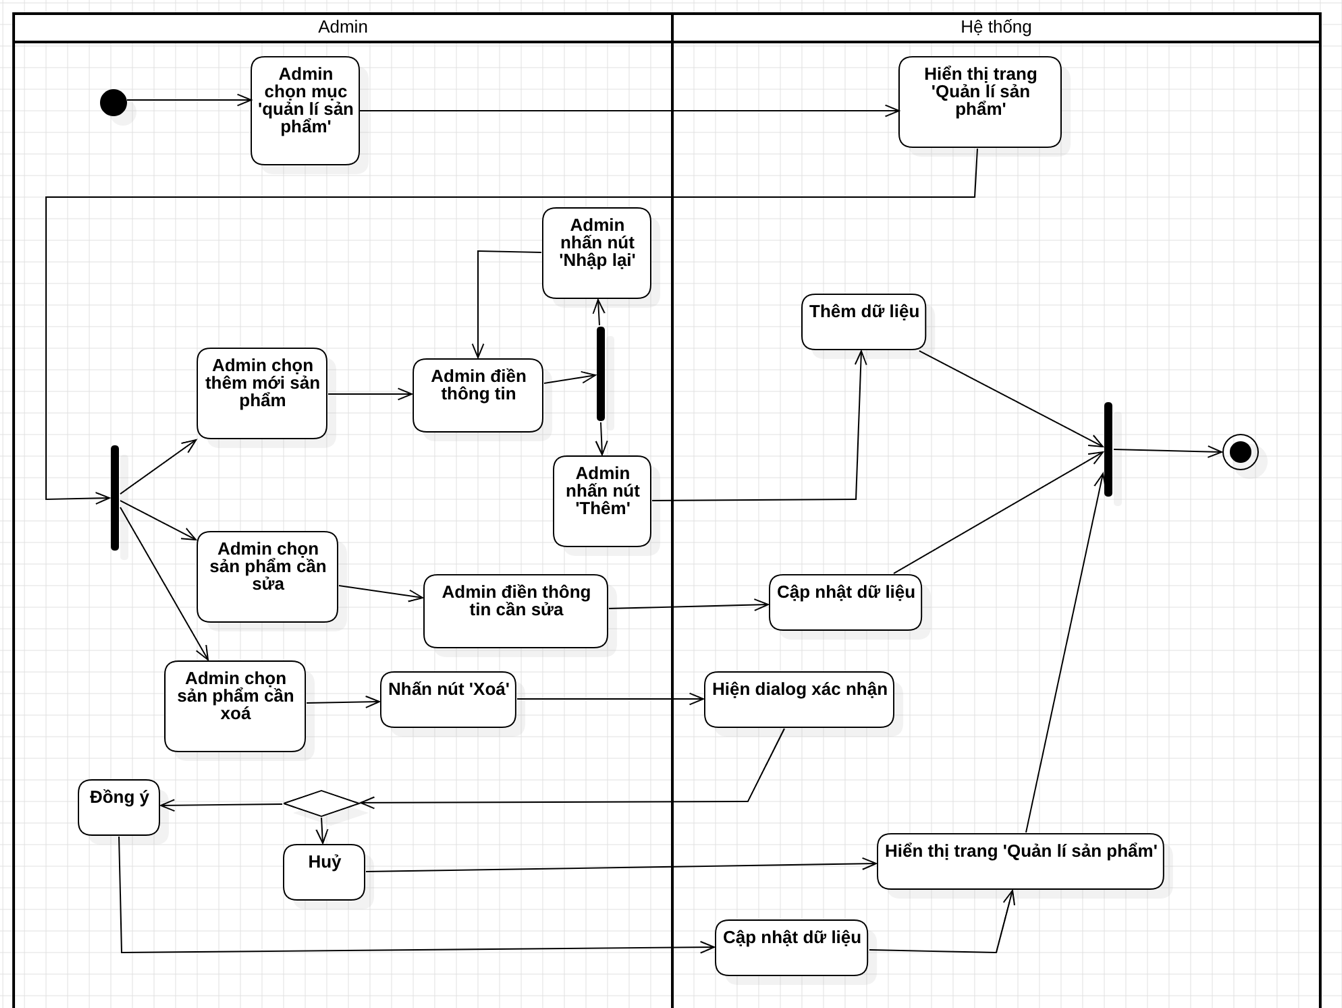 Admin
Hệ thống
Admin
chọn mục
'quản lí sản
phẩm'
Hiển thị trang
'Quản lí sản
phẩm'
Admin
nhấn nút
'Nhập lại'
Thêm dữ liệu
Admin chọn
thêm mới sản
phẩm
Admin điền
thông tin
Admin
nhấn nút
'Thêm'
Admin chọn
sản phẩm cần
sửa
Admin điền thông
tin cần sửa
Cập nhật dữ liệu
Admin chọn
sản phẩm cần
xoá
Nhấn nút 'Xoá'
Hiện dialog xác nhận
Đồng ý
Huỷ
Hiển thị trang 'Quản lí sản phẩm'
Cập nhật dữ liệu